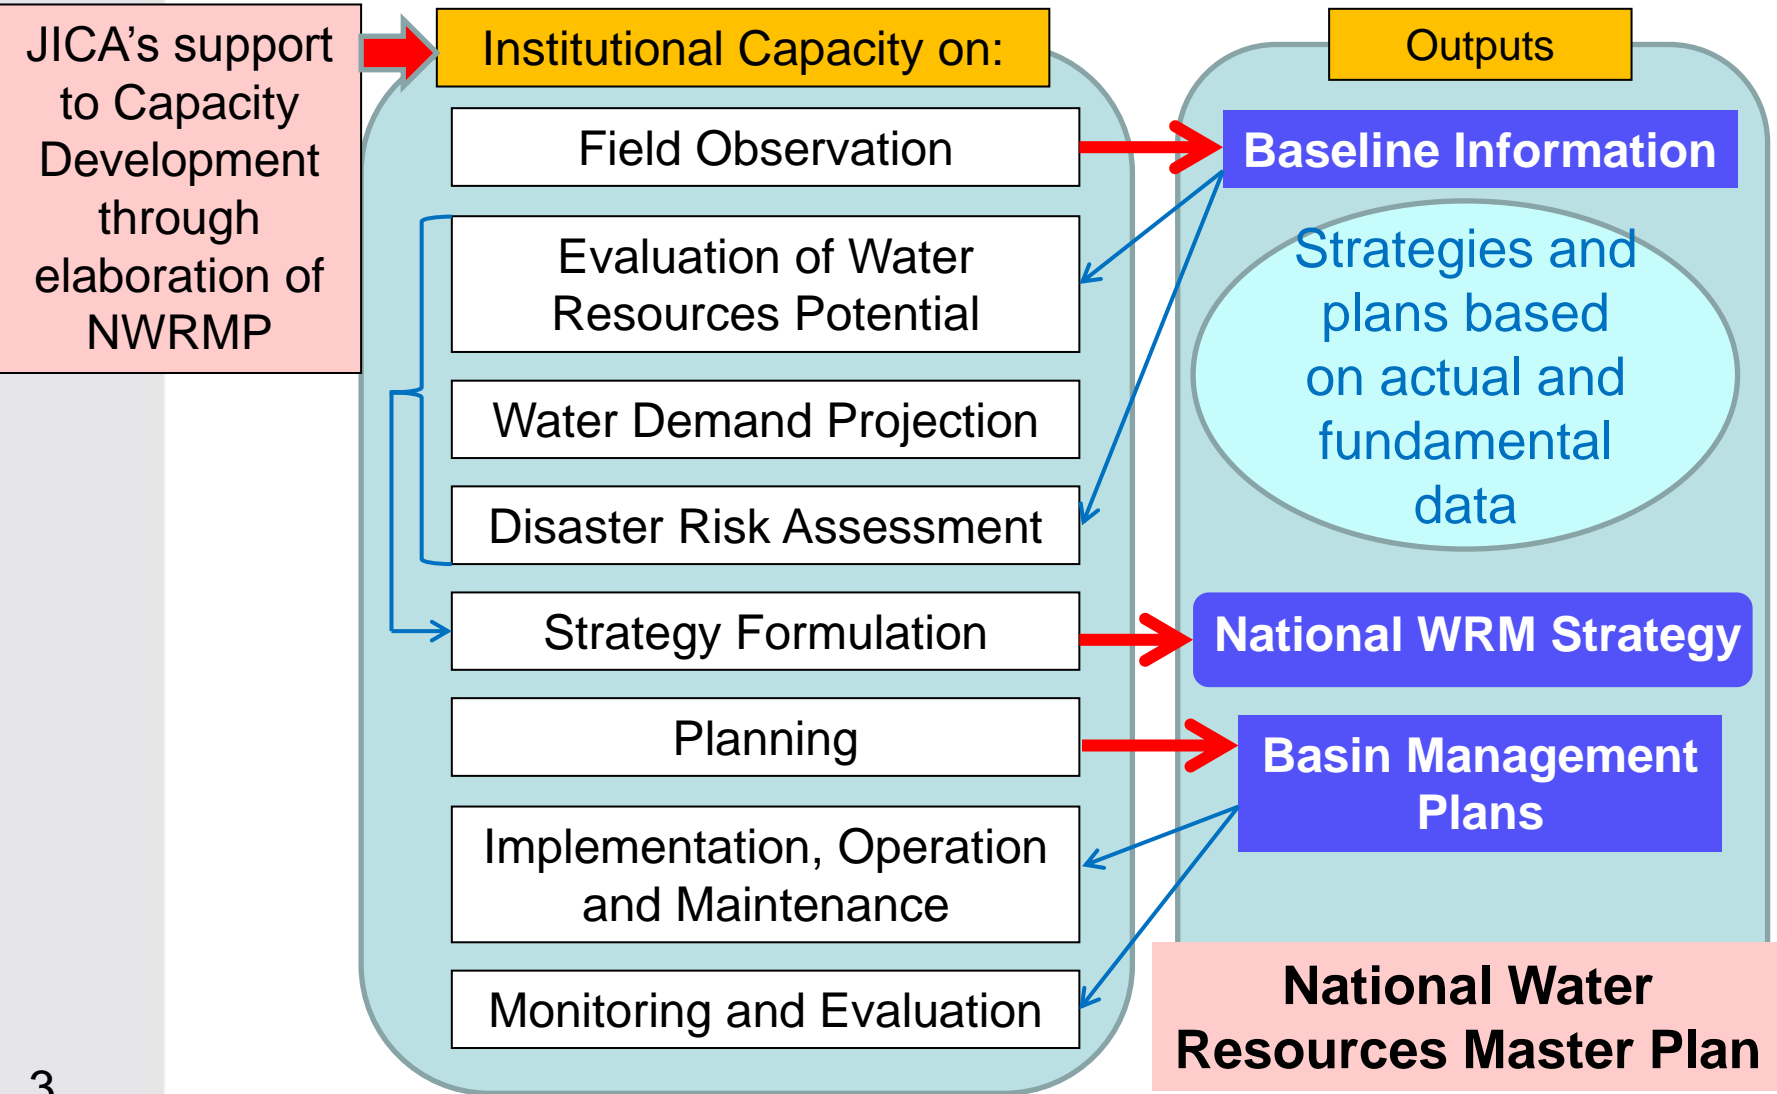 JICA's support
to Capacity
Development
through
elaboration of
NWRMP
Institutional Capacity on:
Field Observation
Evaluation of Water
Resources Potential
Water Demand Projection
Disaster Risk Assessment
Strategy Formulation
Planning
Implementation, Operation
and Maintenance
Monitoring and Evaluation
Outputs
Baseline Information
Strategies and
plans based
on actual and
fundamental
data
National WRM Strategy
Basin Management
Plans
National Water
Resources Master Plan
3